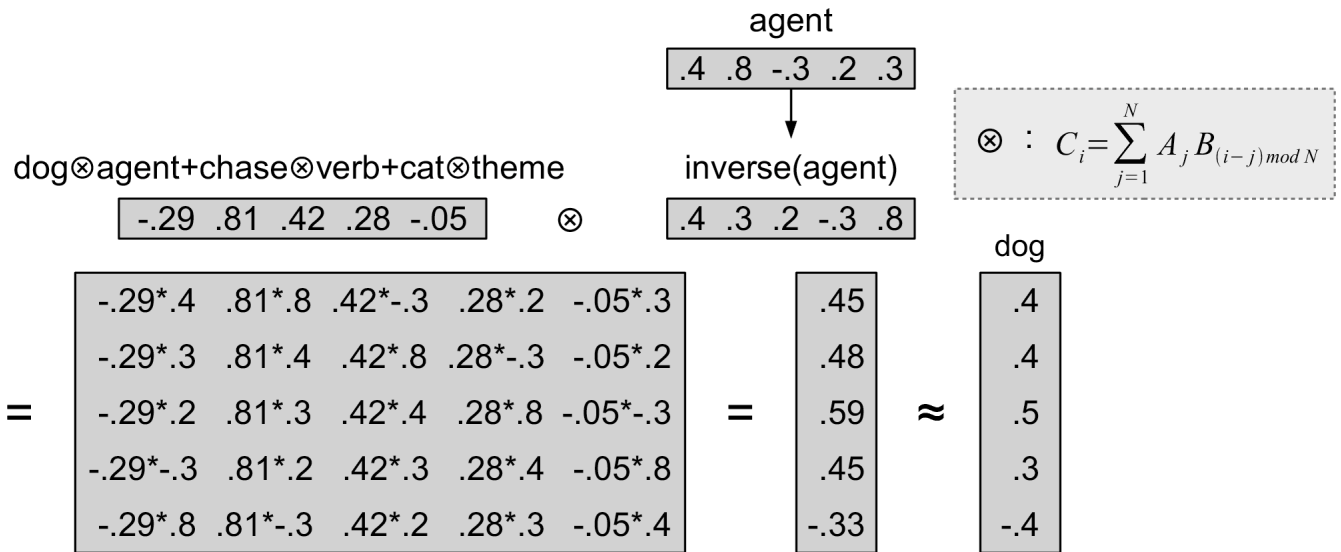 agent
.4 .8 -.3 .2 .3
⊗ : C_i=∑_{j=1}^{N} A_j B_{(i−j) mod N}
dog⊗agent+chase⊗verb+cat⊗theme
inverse(agent)
-.29 .81 .42 .28 -.05
⊗
.4 .3 .2 -.3 .8
dog
-.29*.4 .81*.8 .42*-.3 .28*.2 -.05*.3
.45
.4
-.29*.3 .81*.4 .42*.8 .28*-.3 -.05*.2
.48
.4
=
-.29*.2 .81*.3 .42*.4 .28*.8 -.05*-.3
=
.59
≈
.5
-.29*-.3 .81*.2 .42*.3 .28*.4 -.05*.8
.45
.3
-.29*.8 .81*-.3 .42*.2 .28*.3 -.05*.4
-.33
-.4